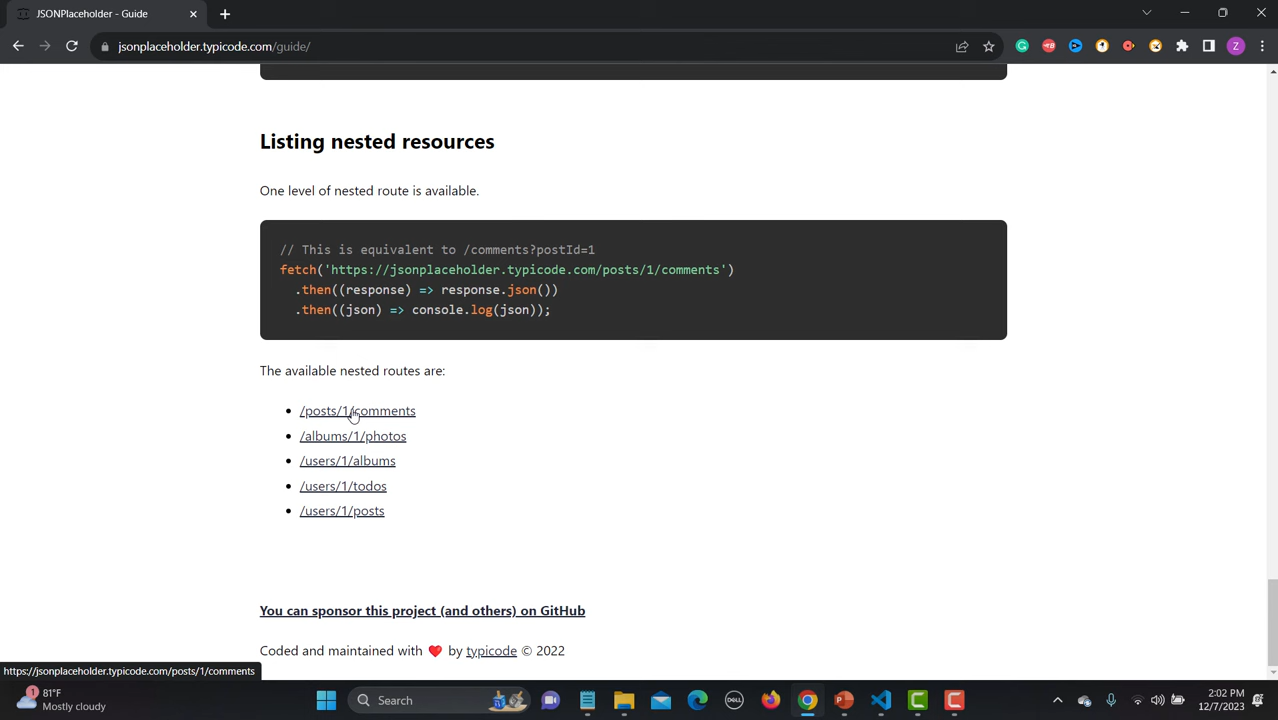 JSONPlaceholder - Guide
jsonplaceholder.typicode.com/guide/
Z
Listing nested resources
One level of nested route is available.
// This is equivalent to /comments?postId=1
fetch('https://jsonplaceholder.typicode.com/posts/1/comments')
.then((response) => response.json())
.then((json) => console.log(json));
The available nested routes are:
/posts/1/comments
/albums/1/photos
/users/1/albums
/users/1/todos
/users/1/posts
You can sponsor this project (and others) on GitHub
Coded and maintained with ❤️ by typicode © 2022
https://jsonplaceholder.typicode.com/posts/1/comments
1
81°F
Mostly cloudy
Search
DELL
2:02 PM
12/7/2023